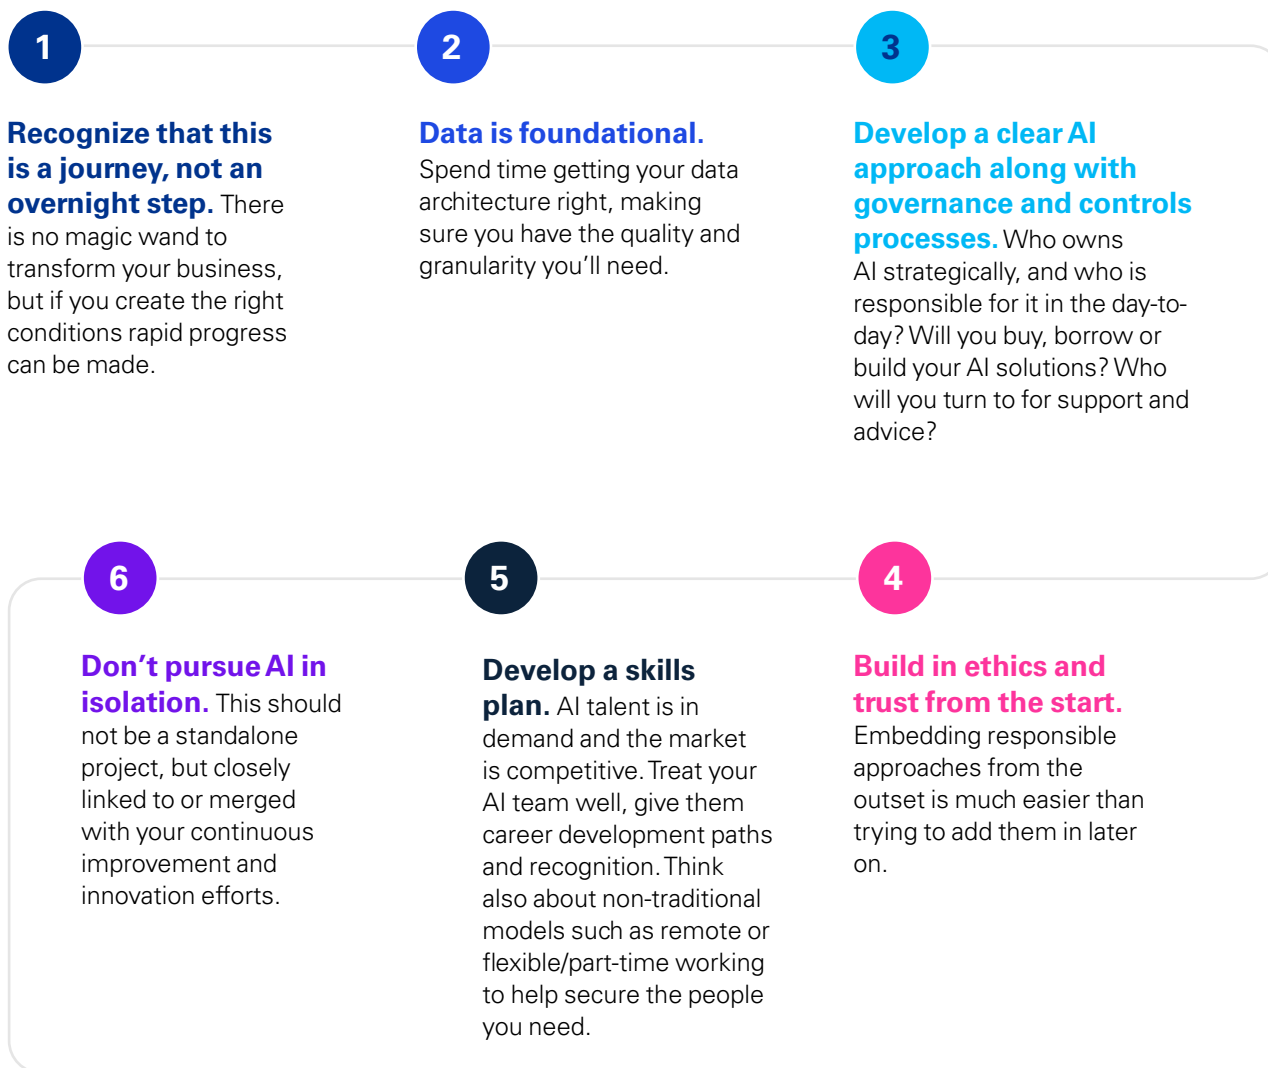 1
Recognize that this
is a journey, not an
overnight step. There
is no magic wand to
transform your business,
but if you create the right
conditions rapid progress
can be made.
2
Data is foundational.
Spend time getting your data
architecture right, making
sure you have the quality and
granularity you’ll need.
3
Develop a clear AI
approach along with
governance and controls
processes. Who owns
AI strategically, and who is
responsible for it in the day-to-
day? Will you buy, borrow or
build your AI solutions? Who
will you turn to for support and
advice?
4
Build in ethics and
trust from the start.
Embedding responsible
approaches from the
outset is much easier than
trying to add them in later
on.
5
Develop a skills
plan. AI talent is in
demand and the market
is competitive. Treat your
AI team well, give them
career development paths
and recognition. Think
also about non-traditional
models such as remote or
flexible/part-time working
to help secure the people
you need.
6
Don’t pursue AI in
isolation. This should
not be a standalone
project, but closely
linked to or merged
with your continuous
improvement and
innovation efforts.